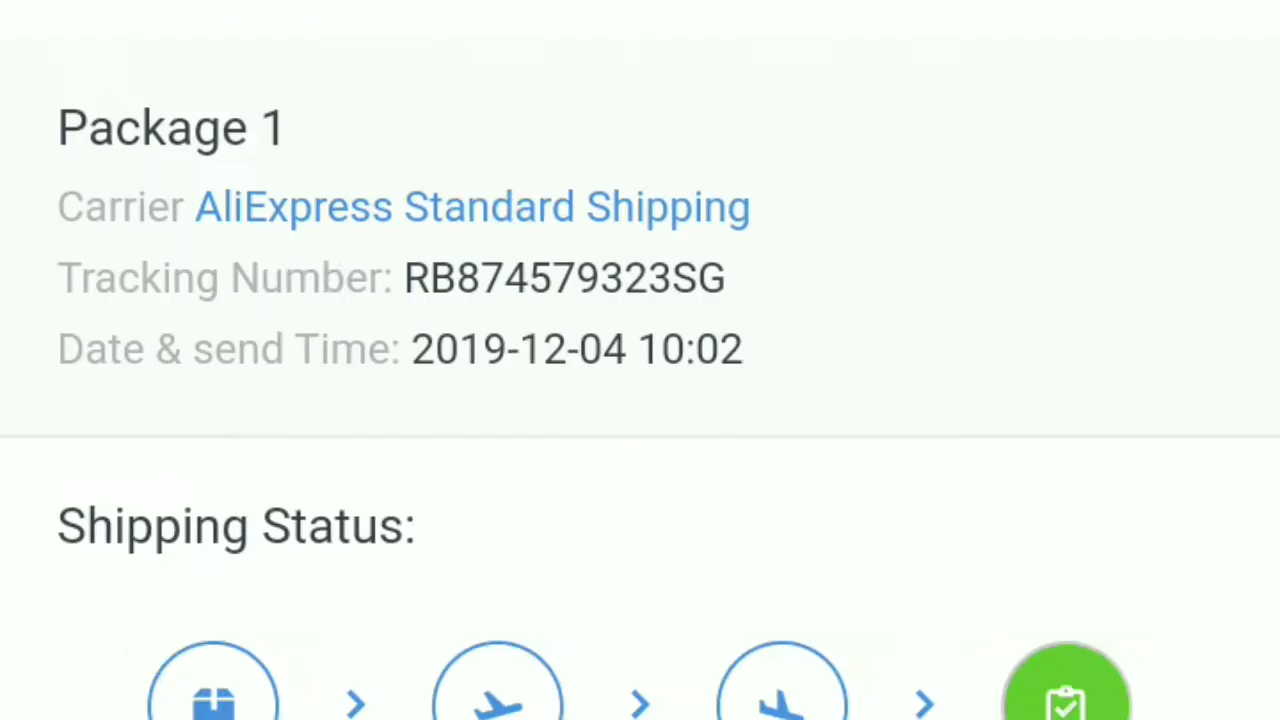 Package 1
Carrier AliExpress Standard Shipping
Tracking Number: RB874579323SG
Date & send Time: 2019-12-04 10:02
Shipping Status: